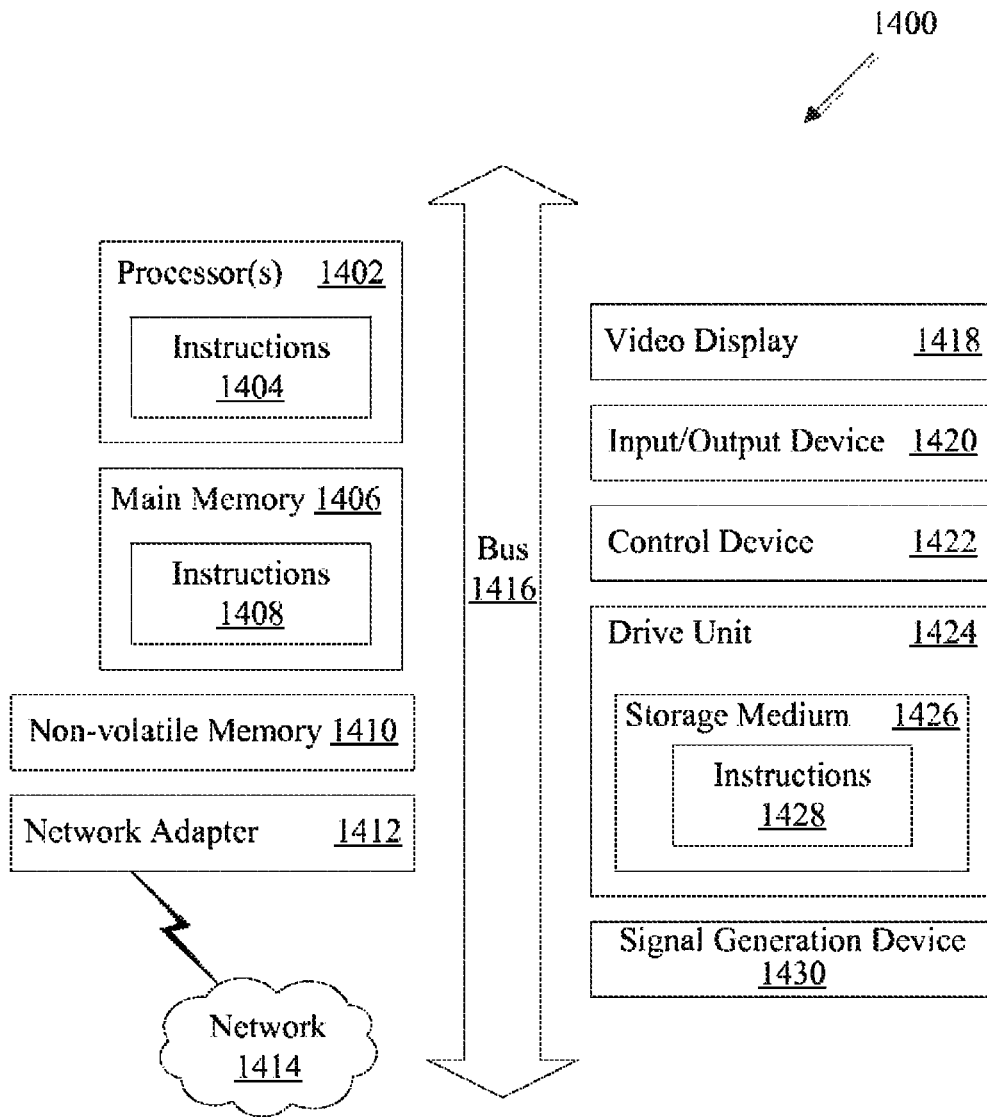 1400
Processor(s) 1402
Instructions
1404
Main Memory 1406
Instructions
1408
Non-volatile Memory 1410
Network Adapter 1412
Network
1414
Bus
1416
Video Display 1418
Input/Output Device 1420
Control Device 1422
Drive Unit 1424
Storage Medium 1426
Instructions
1428
Signal Generation Device
1430